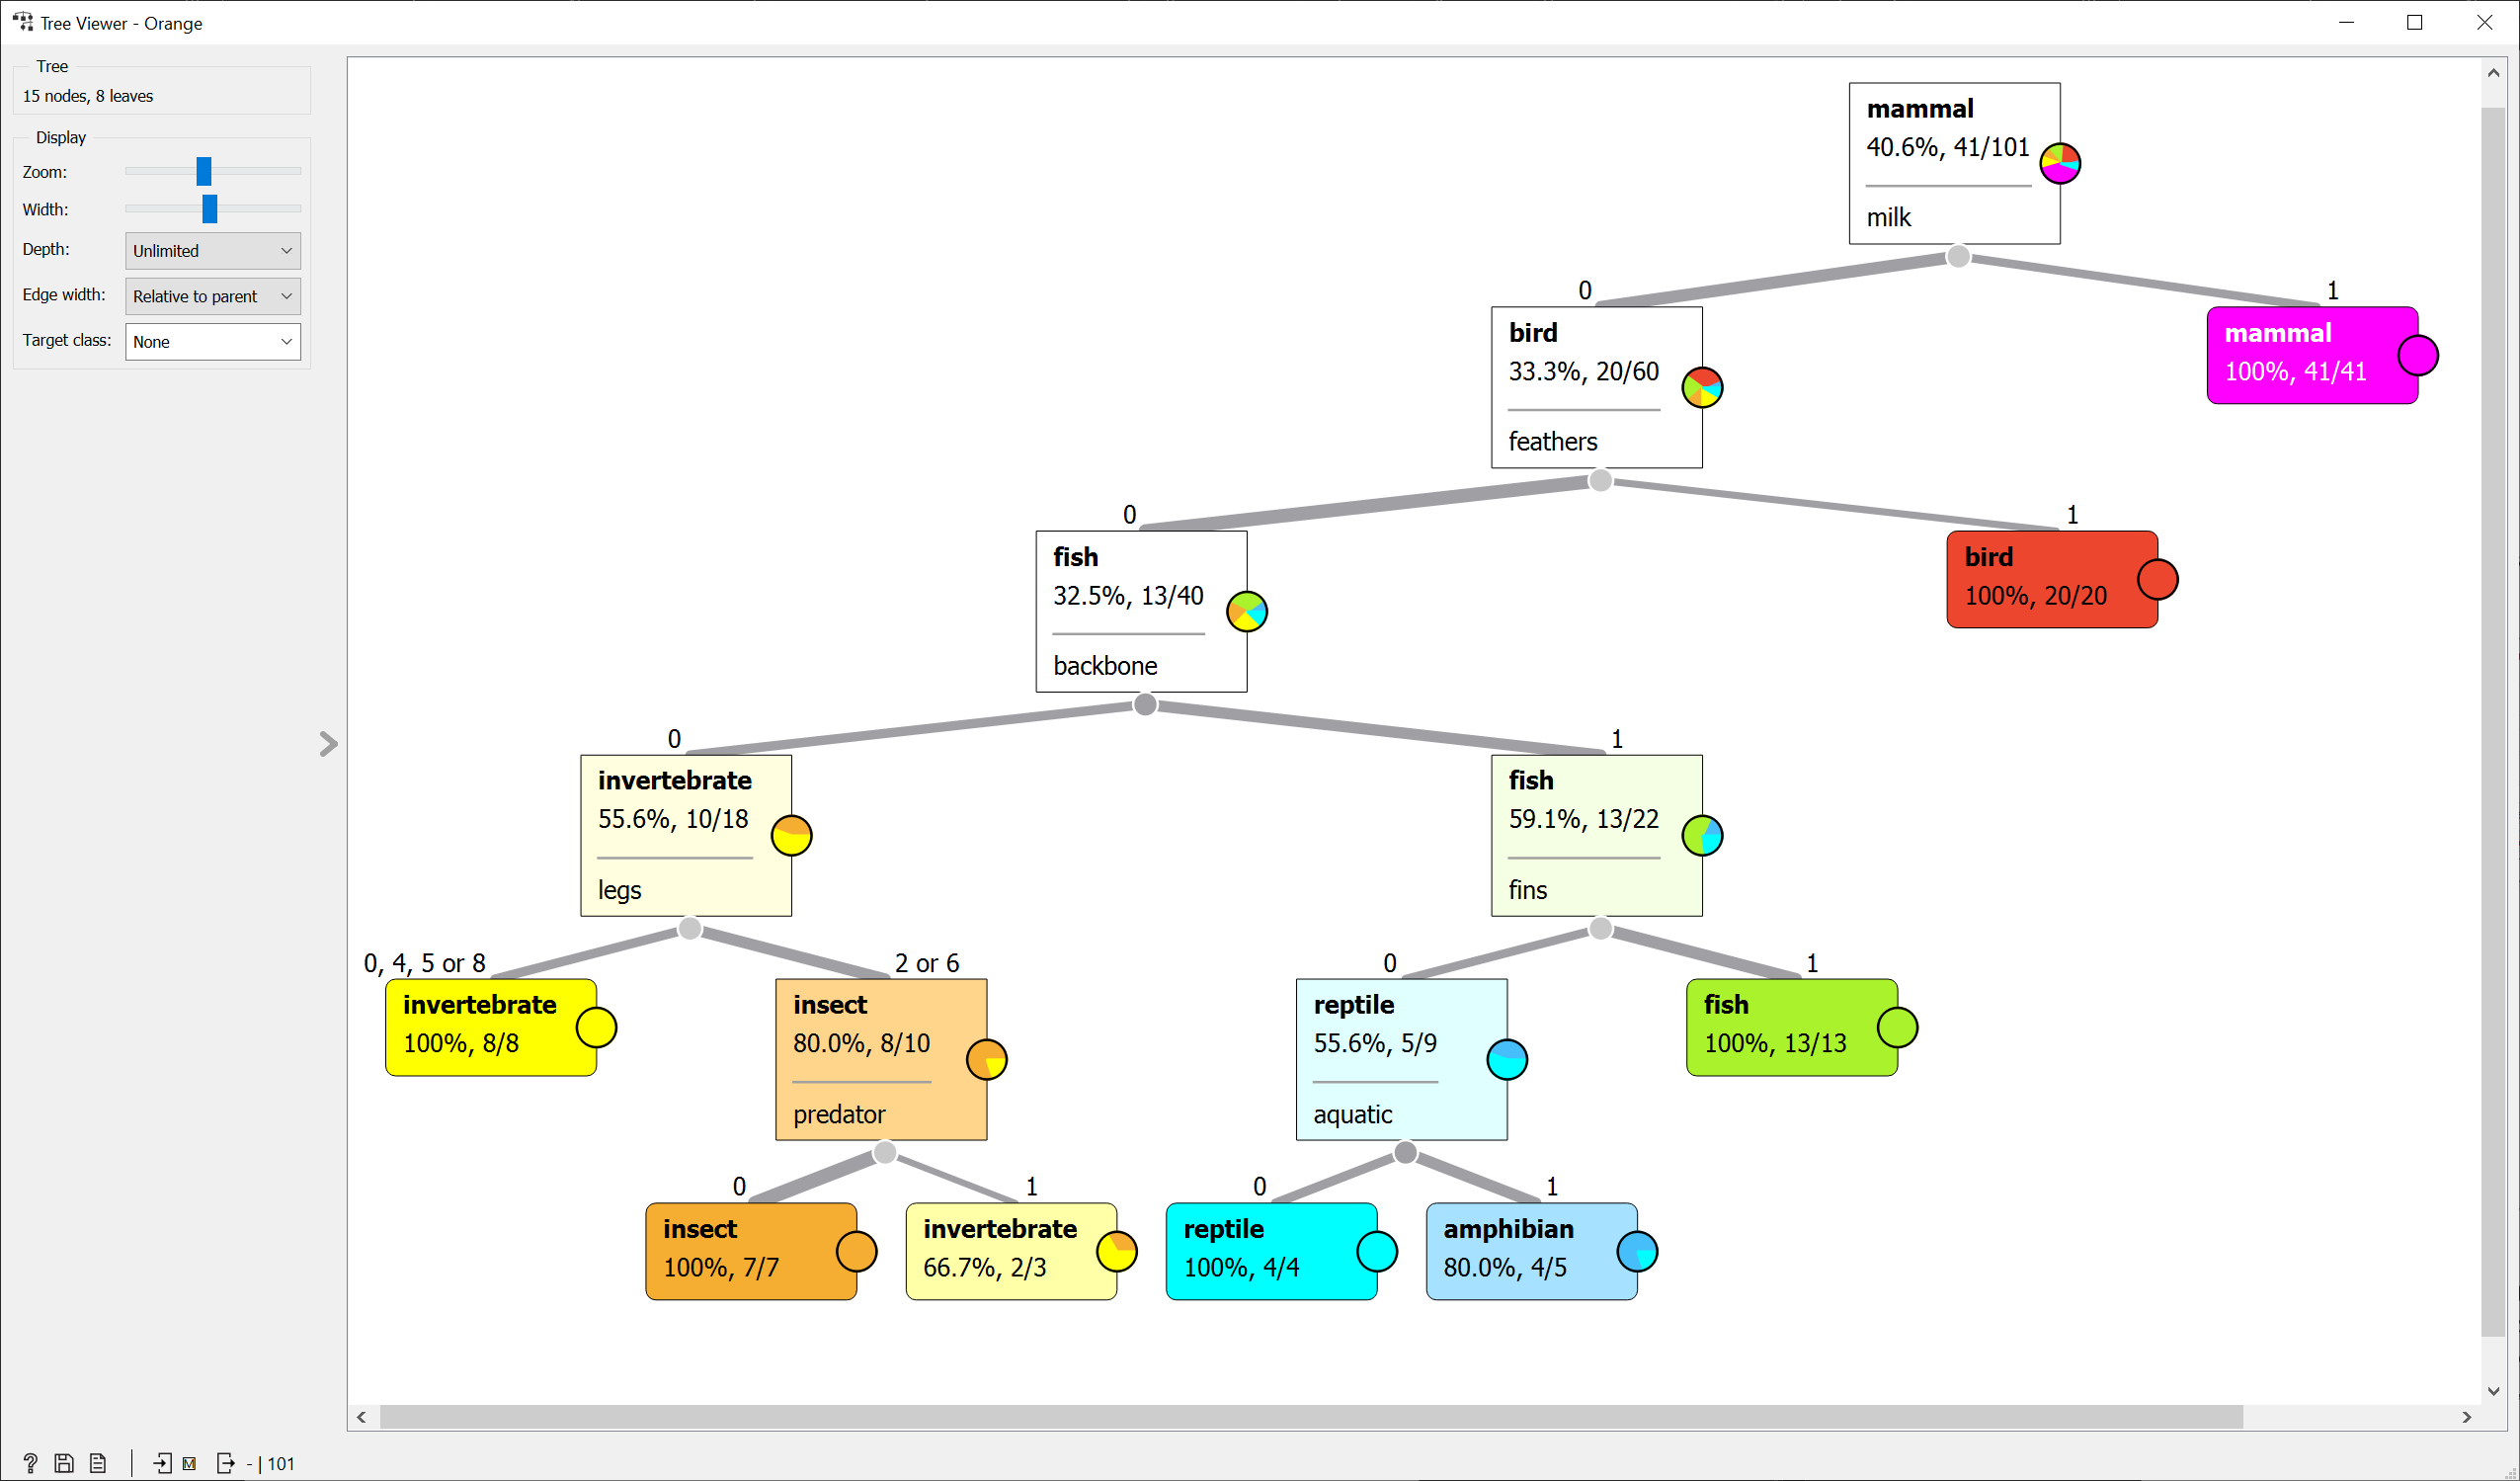 Tree Viewer - Orange
Tree
15 nodes, 8 leaves
Display
Zoom:
Width:
Depth:
Unlimited
Edge width:
Relative to parent
Target class:
None
mammal
40.6%, 41/101
milk
0
1
bird
33.3%, 20/60
feathers
mammal
100%, 41/41
0
1
fish
32.5%, 13/40
backbone
bird
100%, 20/20
0
1
invertebrate
55.6%, 10/18
legs
fish
59.1%, 13/22
fins
0, 4, 5 or 8
2 or 6
0
1
invertebrate
100%, 8/8
insect
80.0%, 8/10
predator
reptile
55.6%, 5/9
aquatic
fish
100%, 13/13
0
1
0
1
insect
100%, 7/7
invertebrate
66.7%, 2/3
reptile
100%, 4/4
amphibian
80.0%, 4/5
? M - | 101